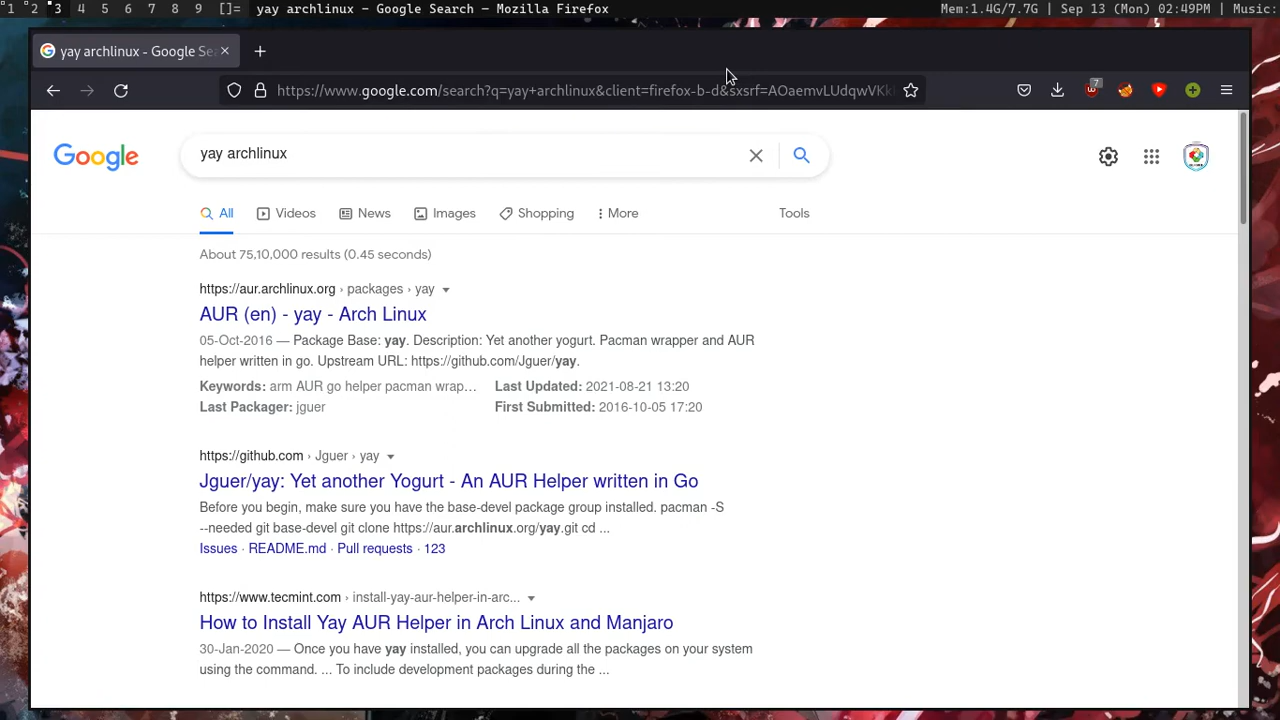 1 2 3 4 5 6 7 8 9 []= yay archlinux – Google Search – Mozilla Firefox Mem:1.4G/7.7G | Sep 13 (Mon) 02:49PM | Music:
yay archlinux - Google Se
https://www.google.com/search?q=yay+archlinux&client=firefox-b-d&sxsrf=AOaemvLUdqwVKk
7
Google
yay archlinux
All Videos News Images Shopping More Tools
About 75,10,000 results (0.45 seconds)
https://aur.archlinux.org › packages › yay
AUR (en) - yay - Arch Linux
05-Oct-2016 — Package Base: yay. Description: Yet another yogurt. Pacman wrapper and AUR
helper written in go. Upstream URL: https://github.com/Jguer/yay.
Keywords: arm AUR go helper pacman wrap… Last Updated: 2021-08-21 13:20
Last Packager: jguer First Submitted: 2016-10-05 17:20
https://github.com › Jguer › yay
Jguer/yay: Yet another Yogurt - An AUR Helper written in Go
Before you begin, make sure you have the base-devel package group installed. pacman -S
--needed git base-devel git clone https://aur.archlinux.org/yay.git cd ...
Issues · README.md · Pull requests · 123
https://www.tecmint.com › install-yay-aur-helper-in-arc...
How to Install Yay AUR Helper in Arch Linux and Manjaro
30-Jan-2020 — Once you have yay installed, you can upgrade all the packages on your system
using the command. ... To include development packages during the ...